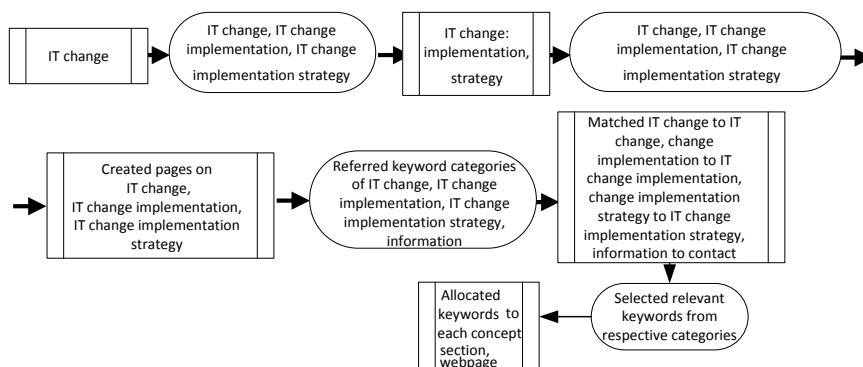 IT change
IT change, IT change
implementation, IT change
implementation strategy
IT change:
implementation,
strategy
IT change, IT change
implementation, IT change
implementation strategy
Created pages on
IT change,
IT change implementation,
IT change implementation
strategy
Referred keyword categories
of IT change, IT change
implementation, IT change
implementation strategy,
information
Matched IT change to IT
change, change
implementation to IT
change implementation,
change implementation
strategy to IT change
implementation strategy,
information to contact
Selected relevant
keywords from
respective categories
Allocated
keywords to
each concept
section,
webpage